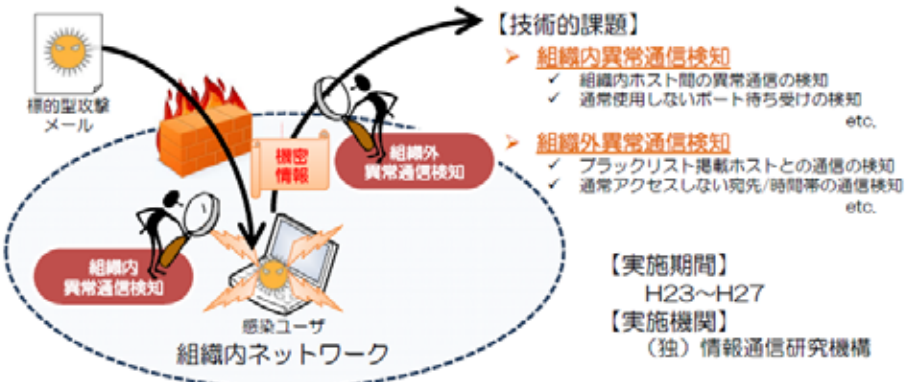 標的型攻撃
メール
機密
情報
組織外
異常通信検知
組織内
異常通信検知
感染ユーザ
組織内ネットワーク
【技術的課題】
➢ 組織内異常通信検知
✓ 組織内ホスト間の異常通信の検知
✓ 通常使用しないポート待ち受けの検知
etc.
➢ 組織外異常通信検知
✓ ブラックリスト掲載ホストとの通信の検知
✓ 通常アクセスしない宛先/時間帯の通信検知
etc.
【実施期間】
H23～H27
【実施機関】
（独）情報通信研究機構